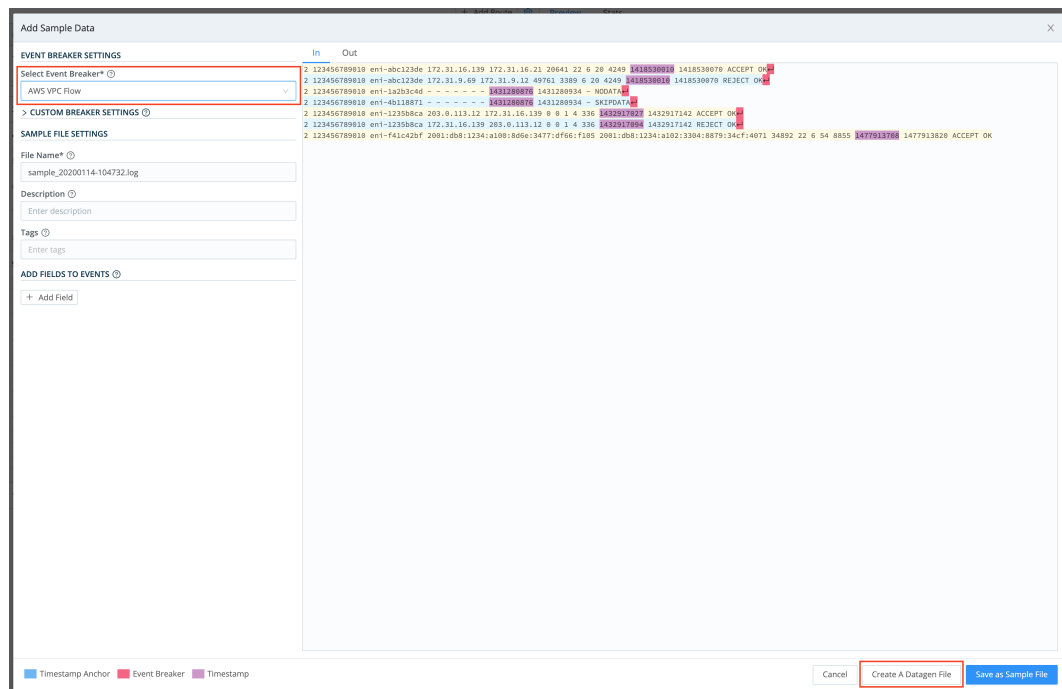 + Add Route Preview Stats
Add Sample Data
EVENT BREAKER SETTINGS
Select Event Breaker*
AWS VPC Flow
> CUSTOM BREAKER SETTINGS
SAMPLE FILE SETTINGS
File Name*
sample_20200114-104732.log
Description
Enter description
Tags
Enter tags
ADD FIELDS TO EVENTS
+ Add Field
In Out
2 123456789010 eni-abc123de 172.31.16.139 172.31.16.21 20641 22 6 20 4249 1418530010 1418530070 ACCEPT OK
2 123456789010 eni-abc123de 172.31.9.69 172.31.9.12 49761 3389 6 20 4249 1418530010 1418530070 REJECT OK
2 123456789010 eni-1a2b3c4d - - - - - - - 1431280876 1431280934 - NODATA
2 123456789010 eni-4b118871 - - - - - - - 1431280876 1431280934 - SKIPDATA
2 123456789010 eni-1235b8ca 203.0.113.12 172.31.16.139 0 0 1 4 336 1432917027 1432917142 ACCEPT OK
2 123456789010 eni-1235b8ca 172.31.16.139 203.0.113.12 0 0 1 4 336 1432917094 1432917142 REJECT OK
2 123456789010 eni-f41c42bf 2001:db8:1234:a100:8d6e:3477:df66:f105 2001:db8:1234:a102:3304:8879:34cf:4071 34892 22 6 54 8855 1477913708 1477913820 ACCEPT OK
Timestamp Anchor Event Breaker Timestamp
Cancel Create A Datagen File Save as Sample File